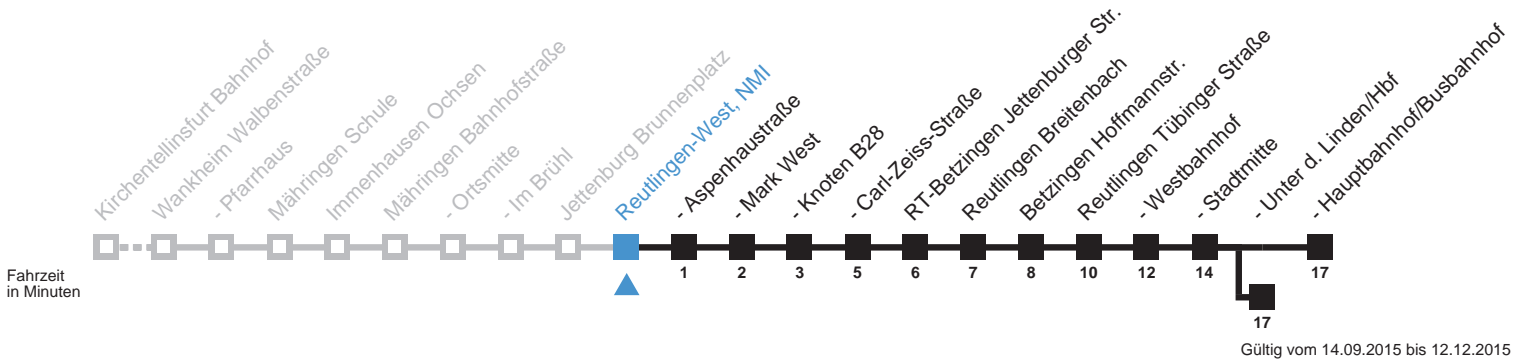 Kirchentellinsfurt Bahnhof
Wankheim Walbenstraße
- Pfarrhaus
Mähringen Schule
Immenhausen Ochsen
Mähringen Bahnhofstraße
- Ortsmitte
- Im Brühl
Jettenburg Brunnenplatz
Reutlingen-West, NMI
- Aspenhaustraße
- Mark West
- Knoten B28
- Carl-Zeiss-Straße
RT-Betzingen Jettenburger Str.
Reutlingen Breitenbach
Betzingen Hoffmannstr.
Reutlingen Tübinger Straße
- Westbahnhof
- Stadtmitte
- Unter d. Linden/Hbf
- Hauptbahnhof/Busbahnhof
Fahrzeit
in Minuten
1 2 3 5 6 7 8 10 12 14 17
17
Gültig vom 14.09.2015 bis 12.12.2015